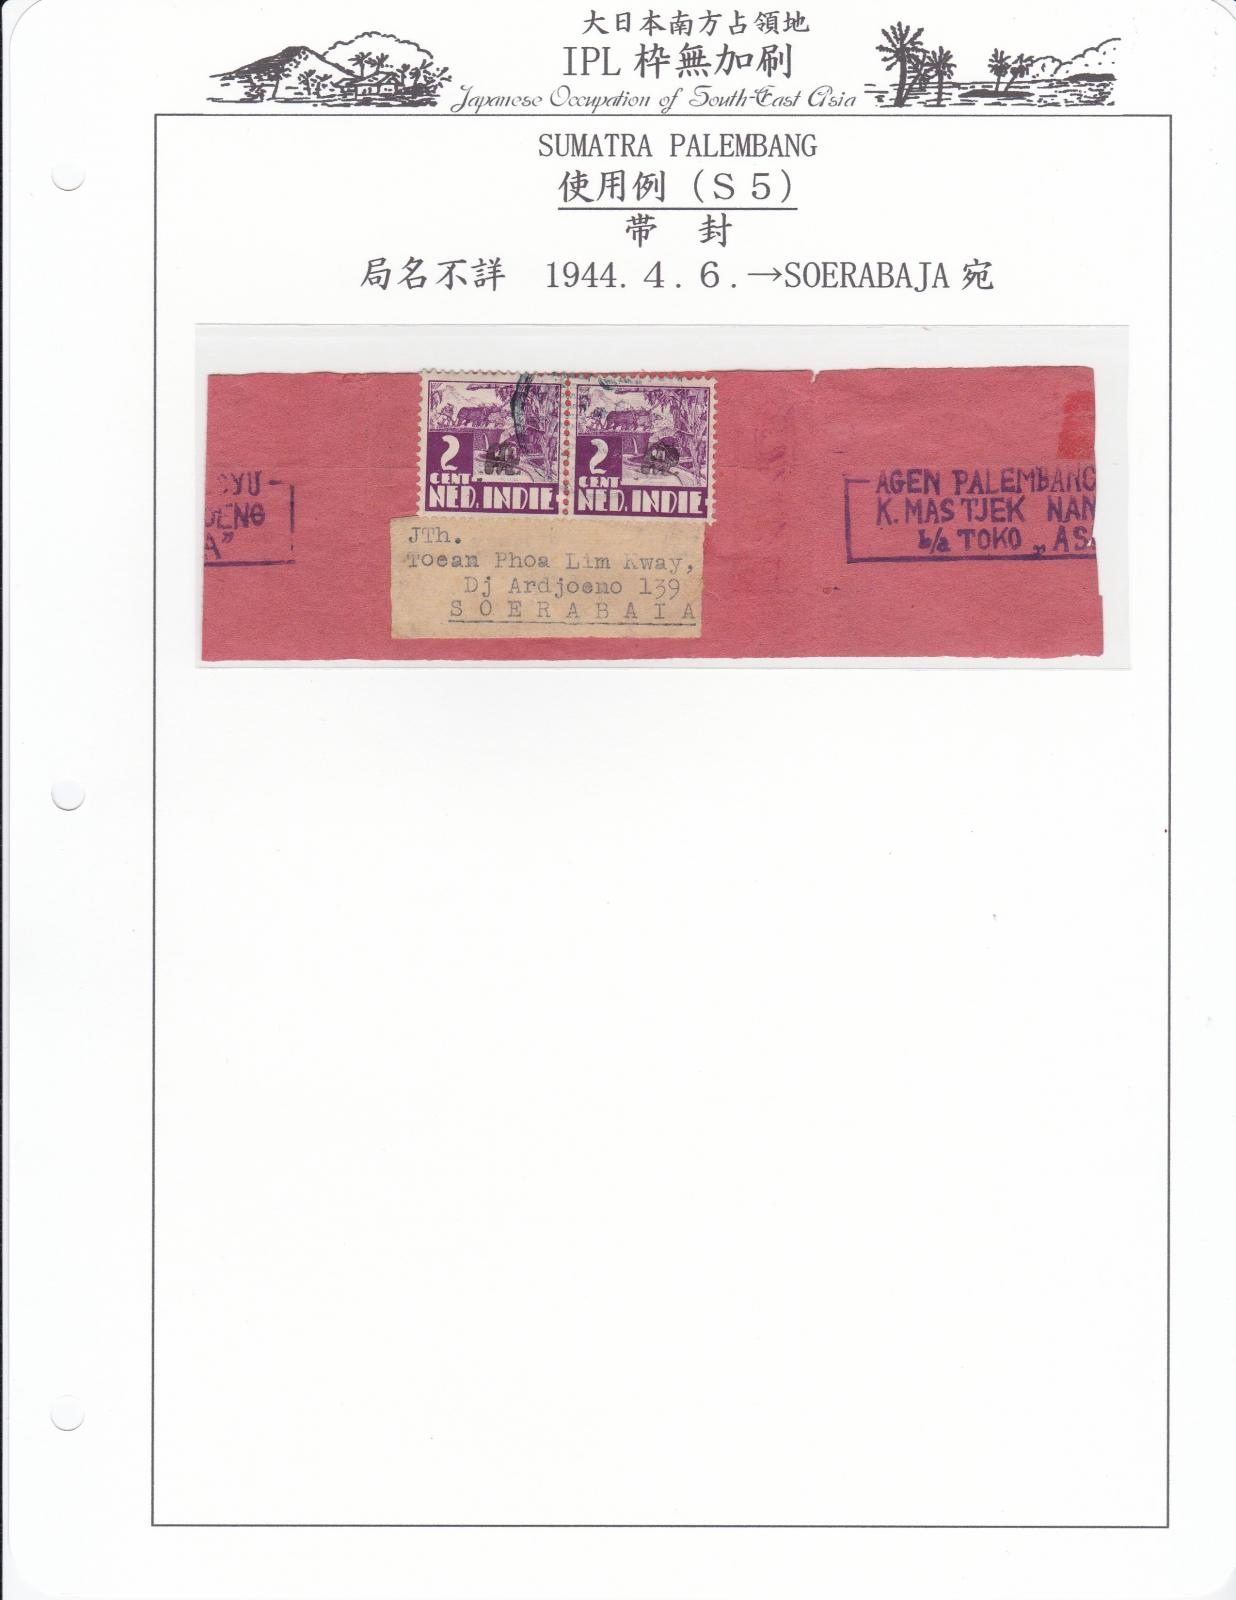 大日本南方占領地
IPL 枠無加刷
Japanese Occupation of South-East Asia
SUMATRA PALEMBANG
使用例（S５）
帯　封
局名不詳　1944.４.６.→SOERABAJA 宛
2
CENT
NED. INDIE
2
CENT
NED. INDIE
JTh.
Toean Phoa Lim Kway,
Dj Ardjoeno 139
SOERABAIA
AGEN PALEMBANG
K. MAS TJEK NAN
b/a TOKO „AS
YU-
OENG
A"